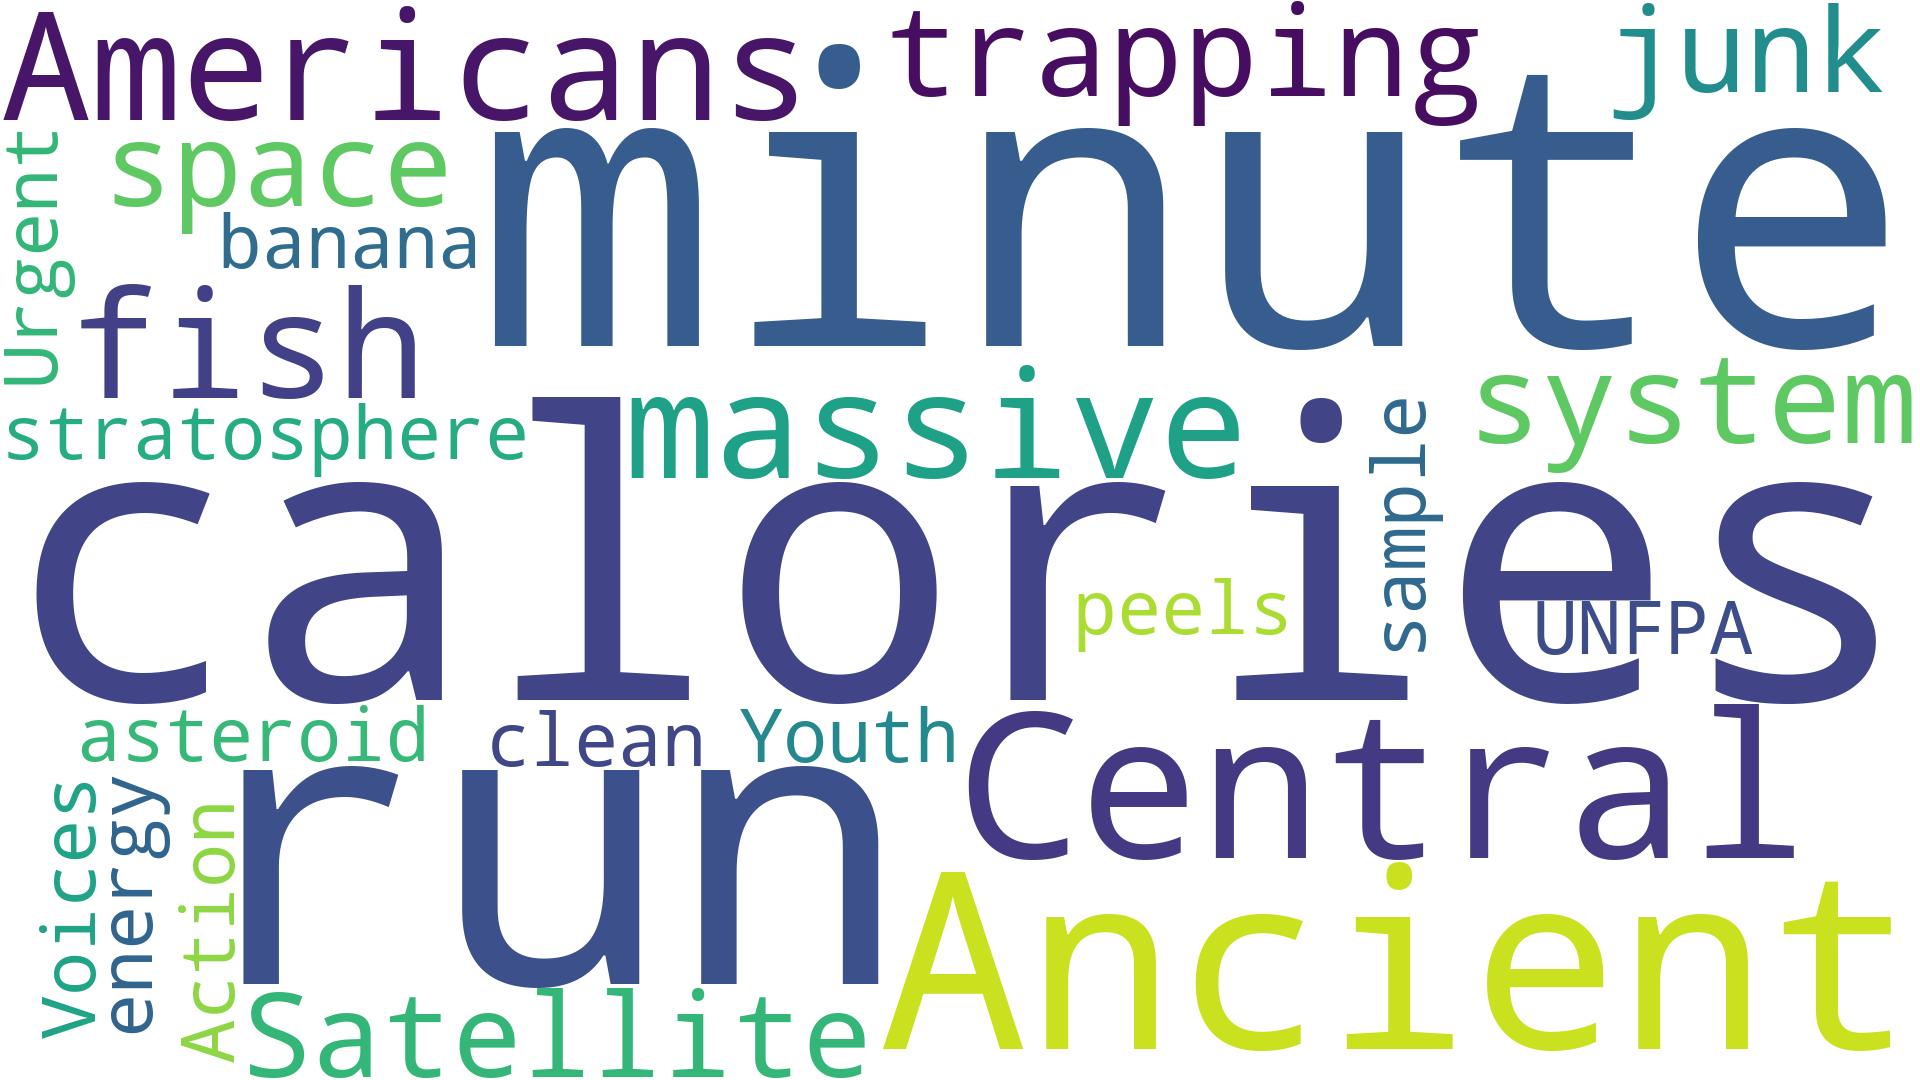 Americans
trapping
junk
minute
space
Urgent
banana
fish
stratosphere
massive
system
sample
calories
peels
UNFPA
asteroid
clean
Youth
Central
run
Voices
energy
Action
Ancient
Satellite